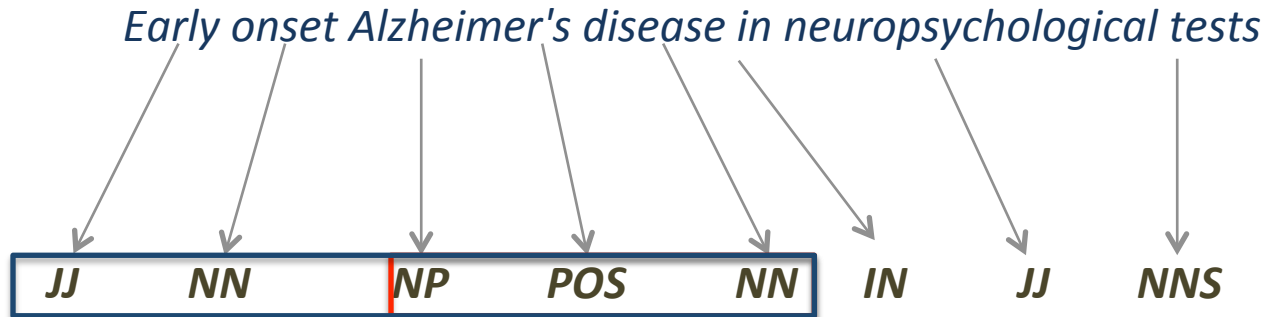 Early onset Alzheimer's disease in neuropsychological tests
JJ NN NP POS NN IN JJ NNS